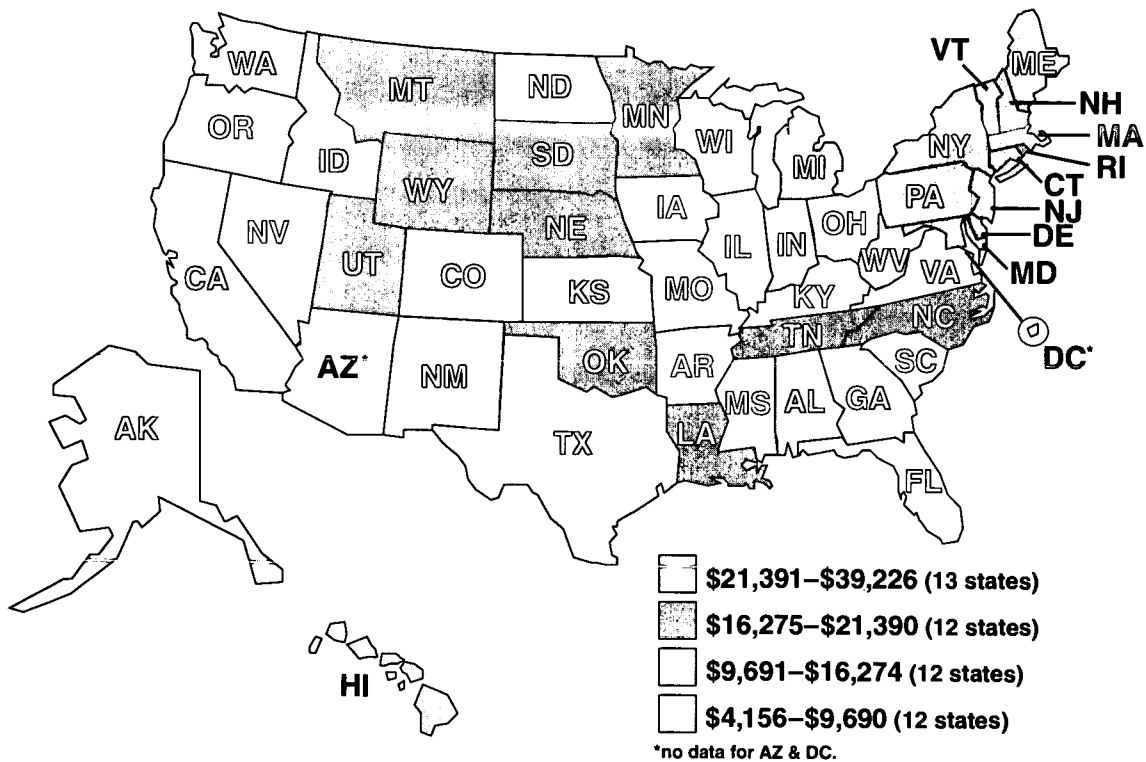 WA
MT
ND
MN
VT
ME
NH
MA
RI
CT
NJ
DE
MD
DC*
OR
ID
WY
SD
WI
MI
NY
PA
NV
UT
CO
NE
IA
IL
IN
OH
WV
VA
CA
KS
MO
KY
AZ*
NM
OK
AR
TN
NC
SC
MS
AL
GA
LA
TX
FL
AK
HI
$21,391–$39,226 (13 states)
$16,275–$21,390 (12 states)
$9,691–$16,274 (12 states)
$4,156–$9,690 (12 states)
*no data for AZ & DC.